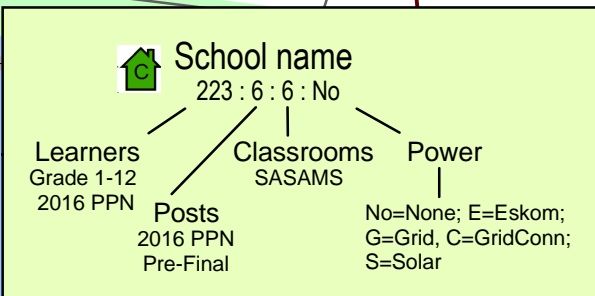 C
School name
223 : 6 : 6 : No
Learners
Grade 1-12
2016 PPN
Posts
2016 PPN
Pre-Final
Classrooms
SASAMS
Power
No=None; E=Eskom;
G=Grid, C=GridConn;
S=Solar